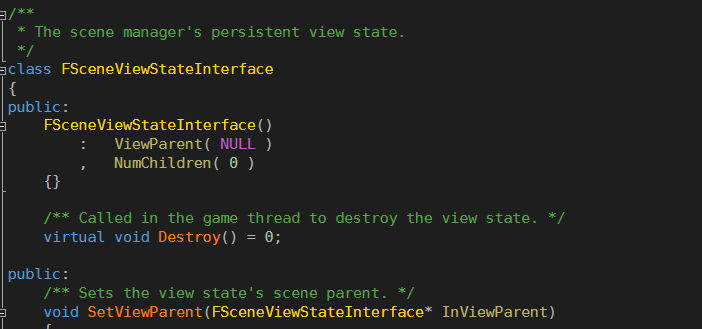 /**
 * The scene manager's persistent view state.
 */
class FSceneViewStateInterface
{
public:
    FSceneViewStateInterface()
        :   ViewParent( NULL )
        ,   NumChildren( 0 )
    {}
    /** Called in the game thread to destroy the view state. */
    virtual void Destroy() = 0;
public:
    /** Sets the view state's scene parent. */
    void SetViewParent(FSceneViewStateInterface* InViewParent)
    {